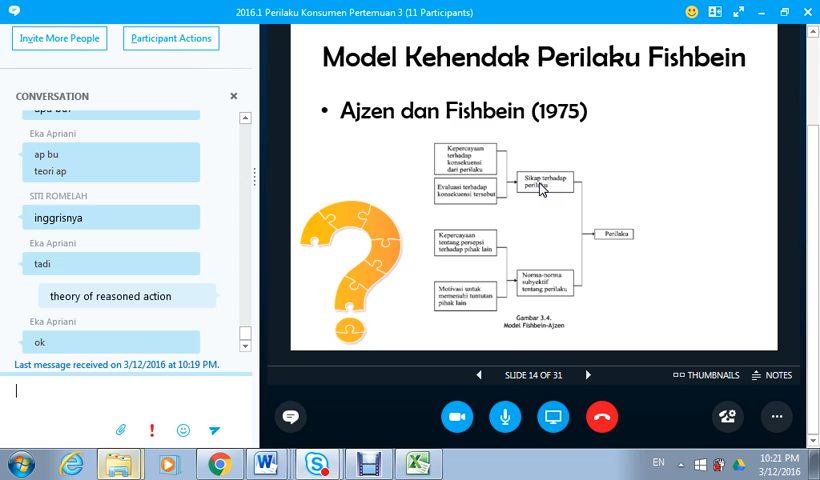 2016.1 Perilaku Konsumen Pertemuan 3 (11 Participants)
Invite More People
Participant Actions
CONVERSATION
Eka Apriani
ap bu
teori ap
SITI ROMELAH
inggrisnya
Eka Apriani
tadi
theory of reasoned action
Eka Apriani
ok
Last message received on 3/12/2016 at 10:19 PM.
Model Kehendak Perilaku Fishbein
• Ajzen dan Fishbein (1975)
Kepercayaan
terhadap
konsekuensi
dari perilaku
Evaluasi terhadap
konsekuensi tersebut
Sikap terhadap
Kepercayaan
tentang persepsi
terhadap pihak lain
Perilaku
Motivasi untuk
memenuhi tuntutan
pihak lain
Norma-norma
subyektif
tentang perilaku
Gambar 3.4.
Model Fishbein-Ajzen
SLIDE 14 OF 31
THUMBNAILS
NOTES
EN
10:21 PM
3/12/2016